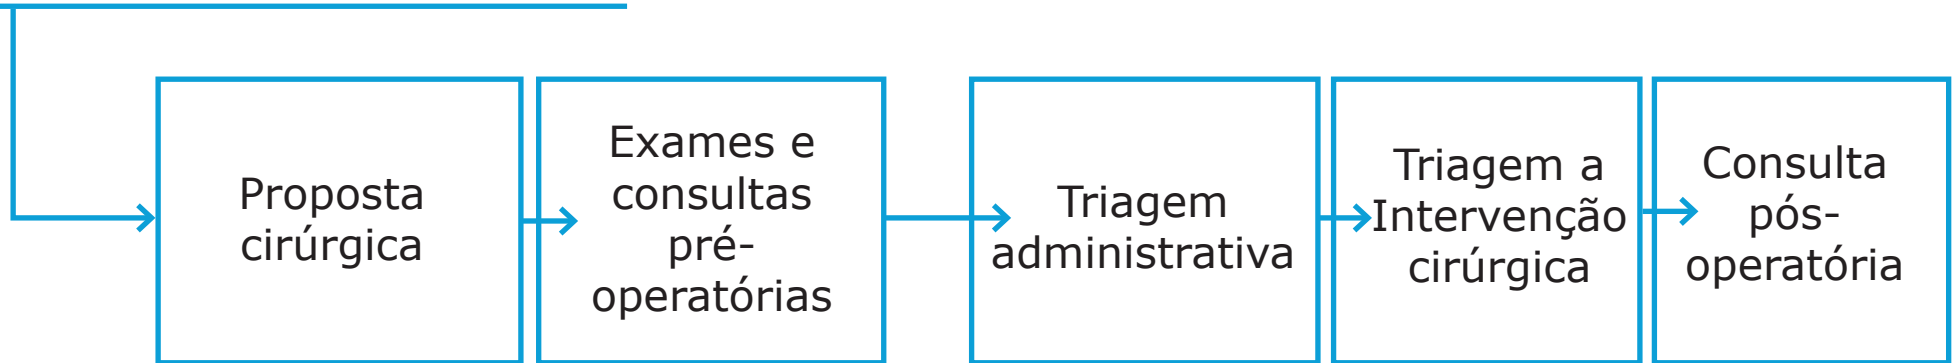 Proposta
cirúrgica
Exames e
consultas
pré-
operatórias
Triagem
administrativa
Triagem a
Intervenção
cirúrgica
Consulta
pós-
operatória